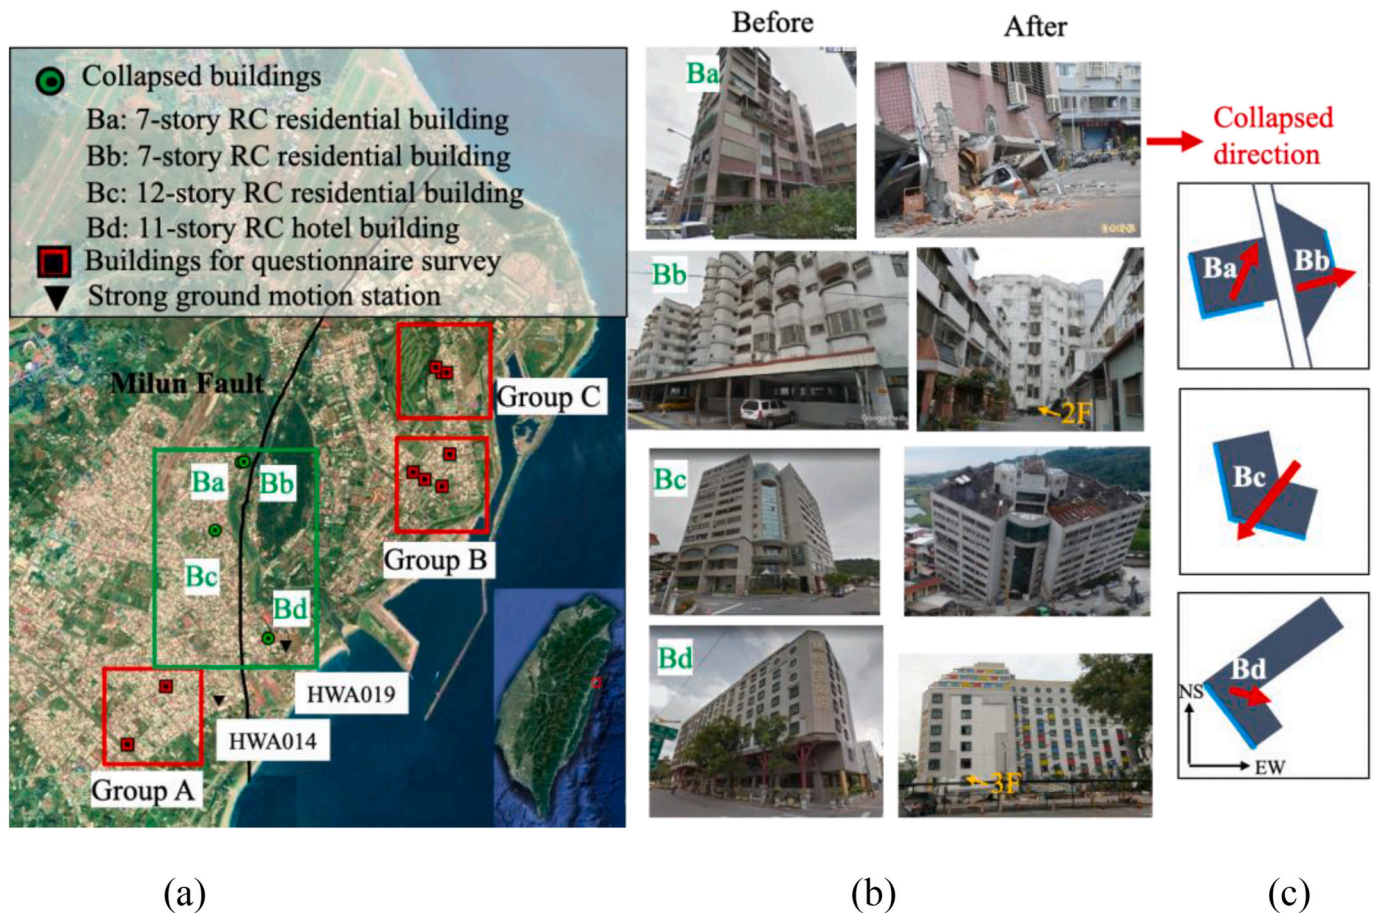 Before
After
Collapsed buildings
Ba: 7-story RC residential building
Bb: 7-story RC residential building
Bc: 12-story RC residential building
Bd: 11-story RC hotel building
Buildings for questionnaire survey
Strong ground motion station
Milun Fault
Group C
Ba
Bb
Group B
Bc
Bd
HWA019
HWA014
Group A
Ba
Bb
2F
Bc
Bd
3F
Collapsed
direction
Ba
Bb
Bc
Bd
NS
EW
(a)
(b)
(c)